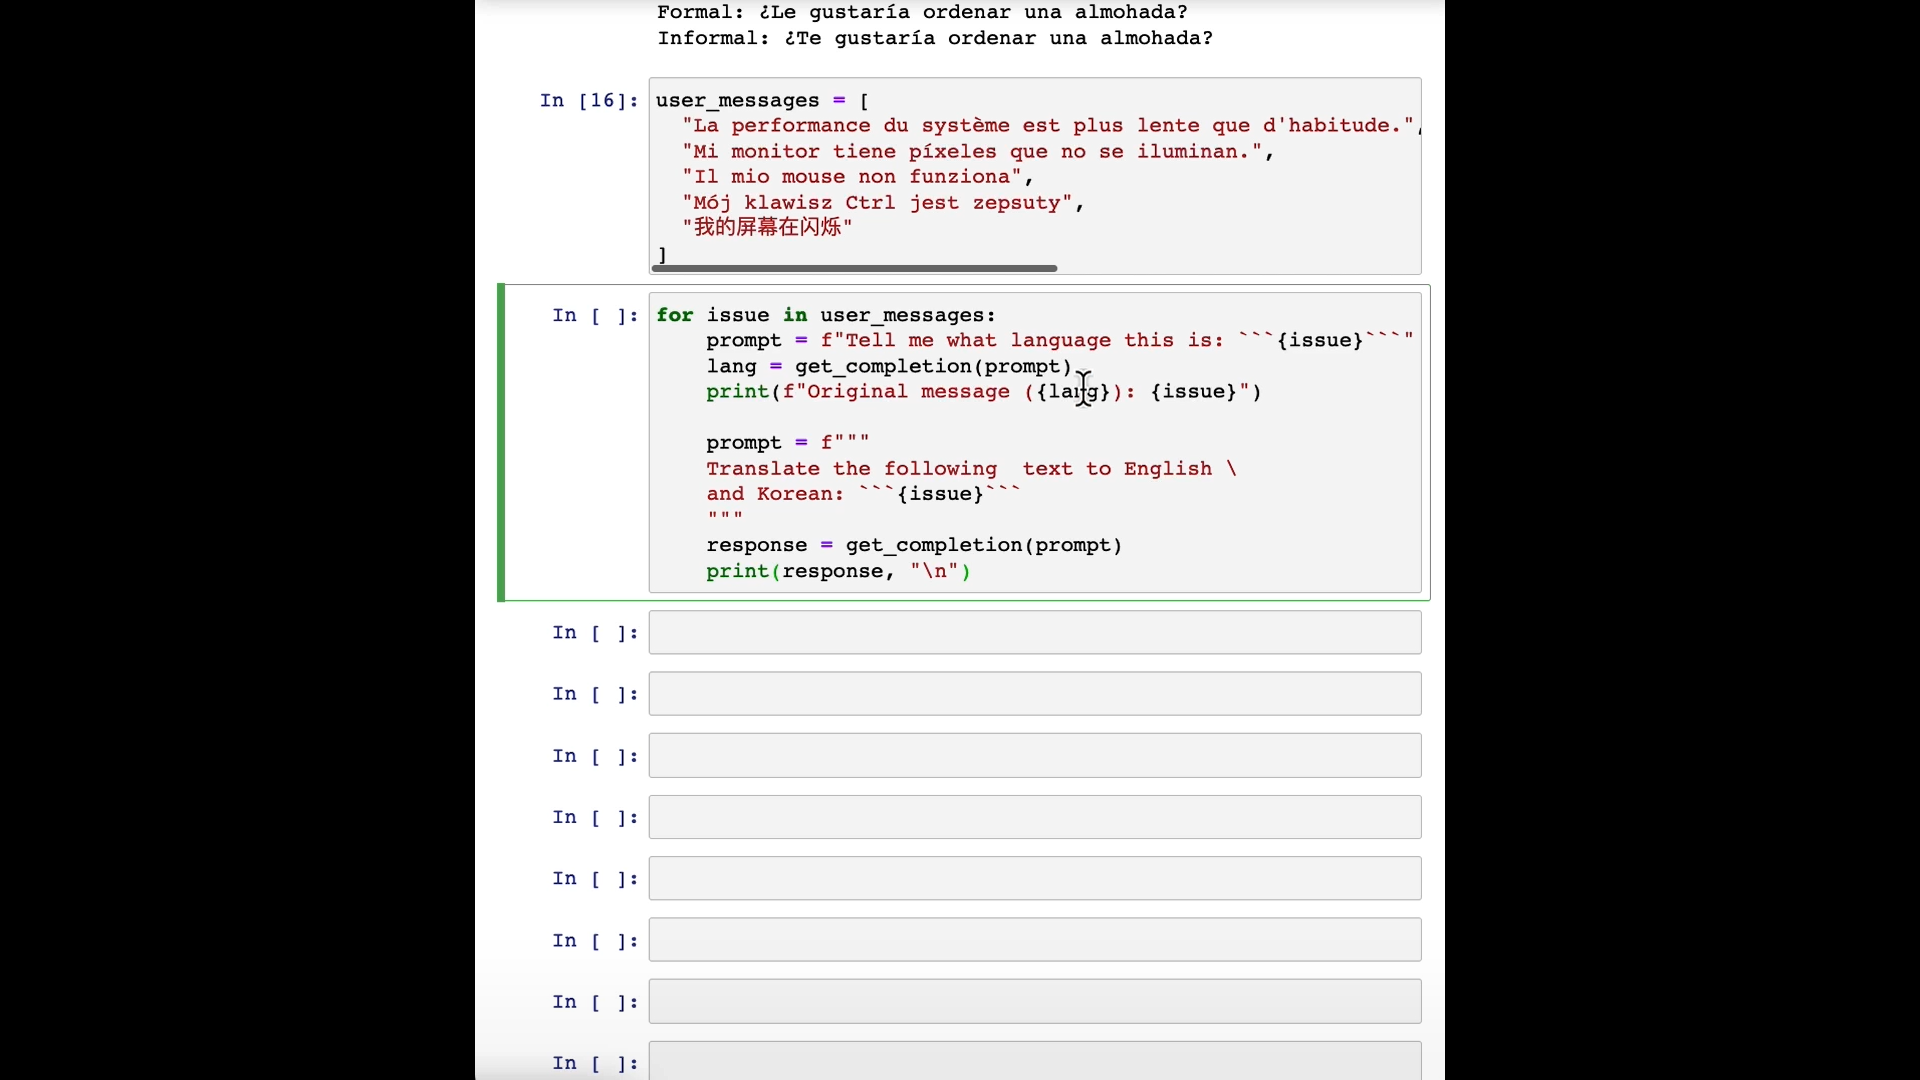 Formal: ¿Le gustaría ordenar una almohada?
Informal: ¿Te gustaría ordenar una almohada?
In [16]:
user_messages = [
  "La performance du système est plus lente que d'habitude.",
  "Mi monitor tiene píxeles que no se iluminan.",
  "Il mio mouse non funziona",
  "Mój klawisz Ctrl jest zepsuty",
  "我的屏幕在闪烁"
]
In [ ]:
for issue in user_messages:
    prompt = f"Tell me what language this is: ```{issue}```"
    lang = get_completion(prompt)
    print(f"Original message ({lang}): {issue}")

    prompt = f"""
    Translate the following  text to English \
    and Korean: ```{issue}```
    """
    response = get_completion(prompt)
    print(response, "\n")
In [ ]:
In [ ]:
In [ ]:
In [ ]:
In [ ]:
In [ ]:
In [ ]:
In [ ]: